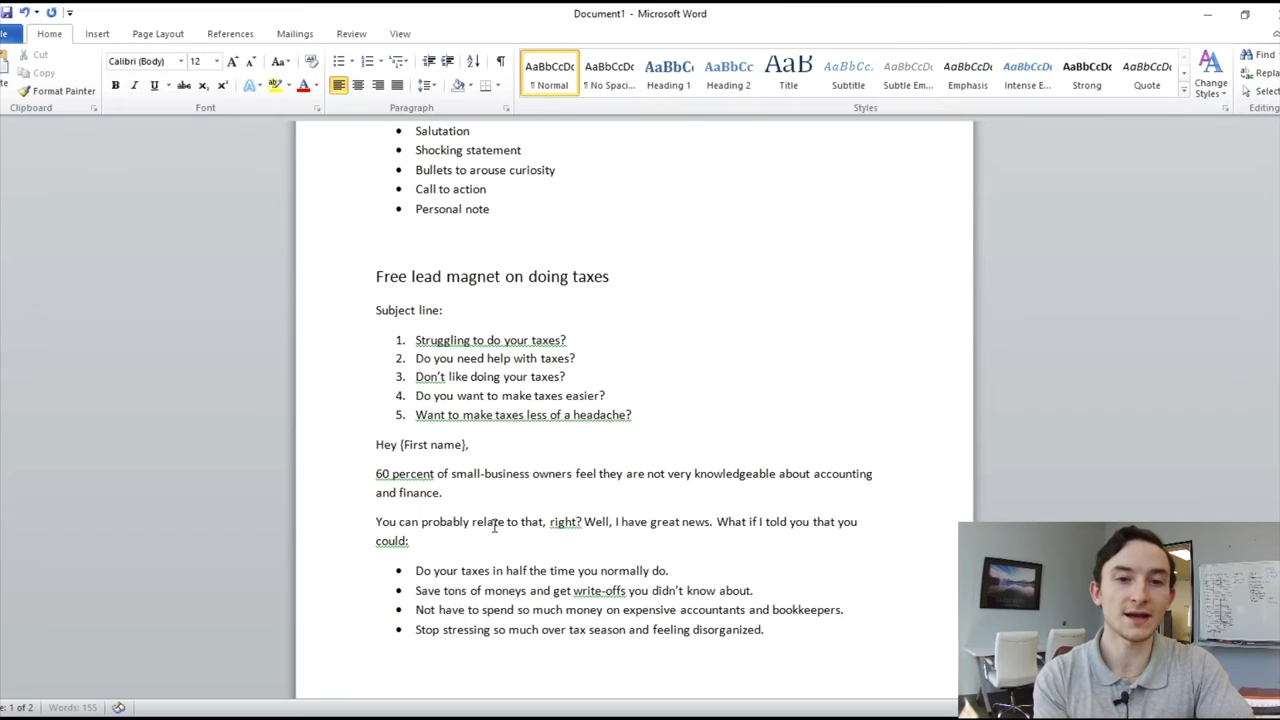 Document1 - Microsoft Word
Home Insert Page Layout References Mailings Review View
Cut
Copy
Format Painter
Clipboard
Calibri (Body) 12
Font
Paragraph
AaBbCcDc AaBbCcDc AaBbC AaBbCc AaB AaBbCc. AaBbCcDc AaBbCcDc AaBbCcDc AaBbCcDc AaBbCcDc
¶ Normal ¶ No Spaci... Heading 1 Heading 2 Title Subtitle Subtle Em... Emphasis Intense E... Strong Quote
Styles
Change
Styles
Find
Repla
Select
Editing
• Salutation
• Shocking statement
• Bullets to arouse curiosity
• Call to action
• Personal note
Free lead magnet on doing taxes
Subject line:
1. Struggling to do your taxes?
2. Do you need help with taxes?
3. Don’t like doing your taxes?
4. Do you want to make taxes easier?
5. Want to make taxes less of a headache?
Hey {First name},
60 percent of small-business owners feel they are not very knowledgeable about accounting
and finance.
You can probably relate to that, right? Well, I have great news. What if I told you that you
could:
• Do your taxes in half the time you normally do.
• Save tons of moneys and get write-offs you didn’t know about.
• Not have to spend so much money on expensive accountants and bookkeepers.
• Stop stressing so much over tax season and feeling disorganized.
: 1 of 2 Words: 155